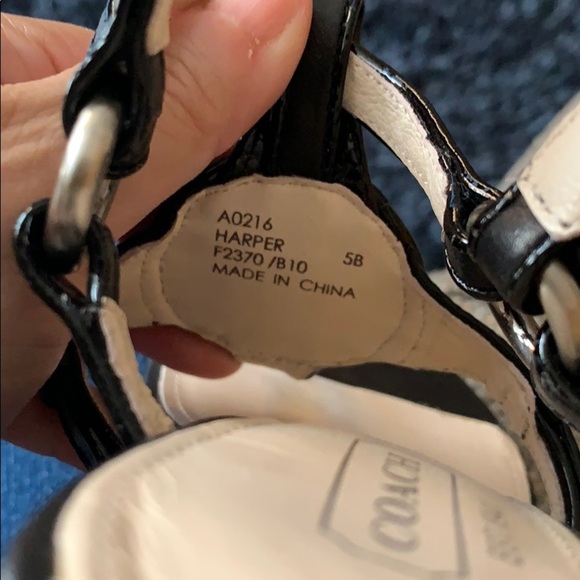 A0216
HARPER
F2370 /B10 5B
MADE IN CHINA
COACH